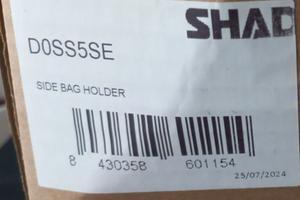 SHAD
D0SS5SE
SIDE BAG HOLDER
8 430358 601154
25/07/2024